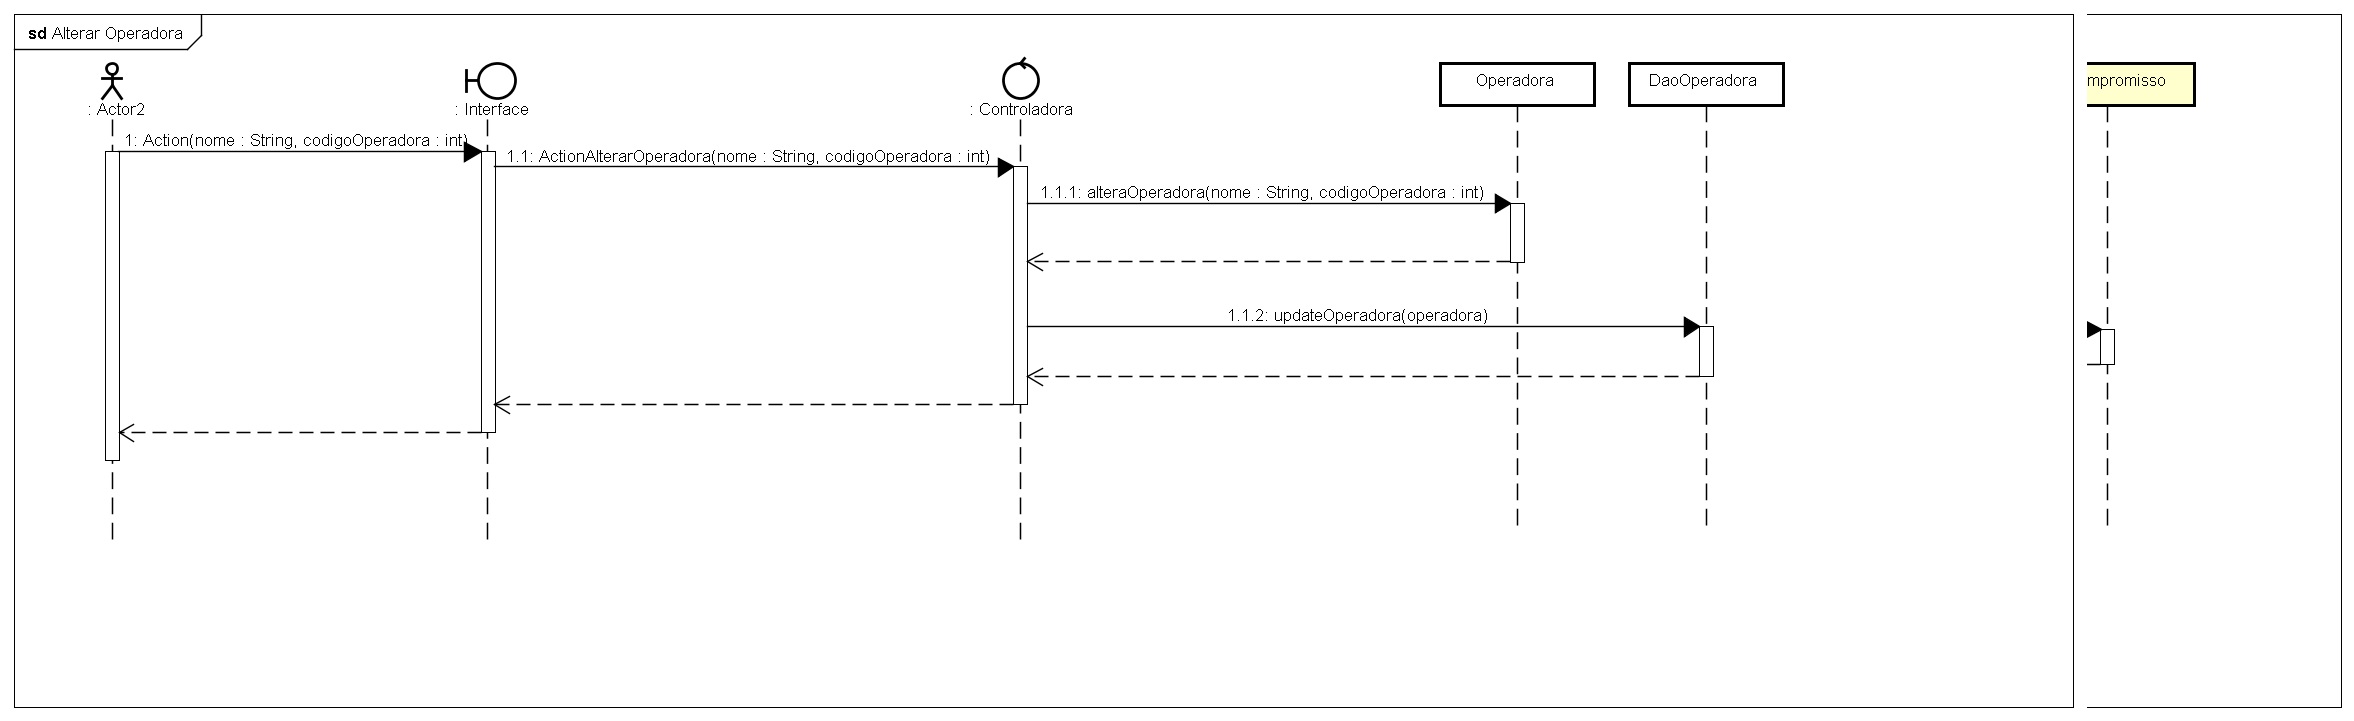 sd Alterar Operadora
: Actor2
: Interface
: Controladora
Operadora
DaoOperadora
mpromisso
1: Action(nome : String, codigoOperadora : int)
1.1: ActionAlterarOperadora(nome : String, codigoOperadora : int)
1.1.1: alteraOperadora(nome : String, codigoOperadora : int)
1.1.2: updateOperadora(operadora)